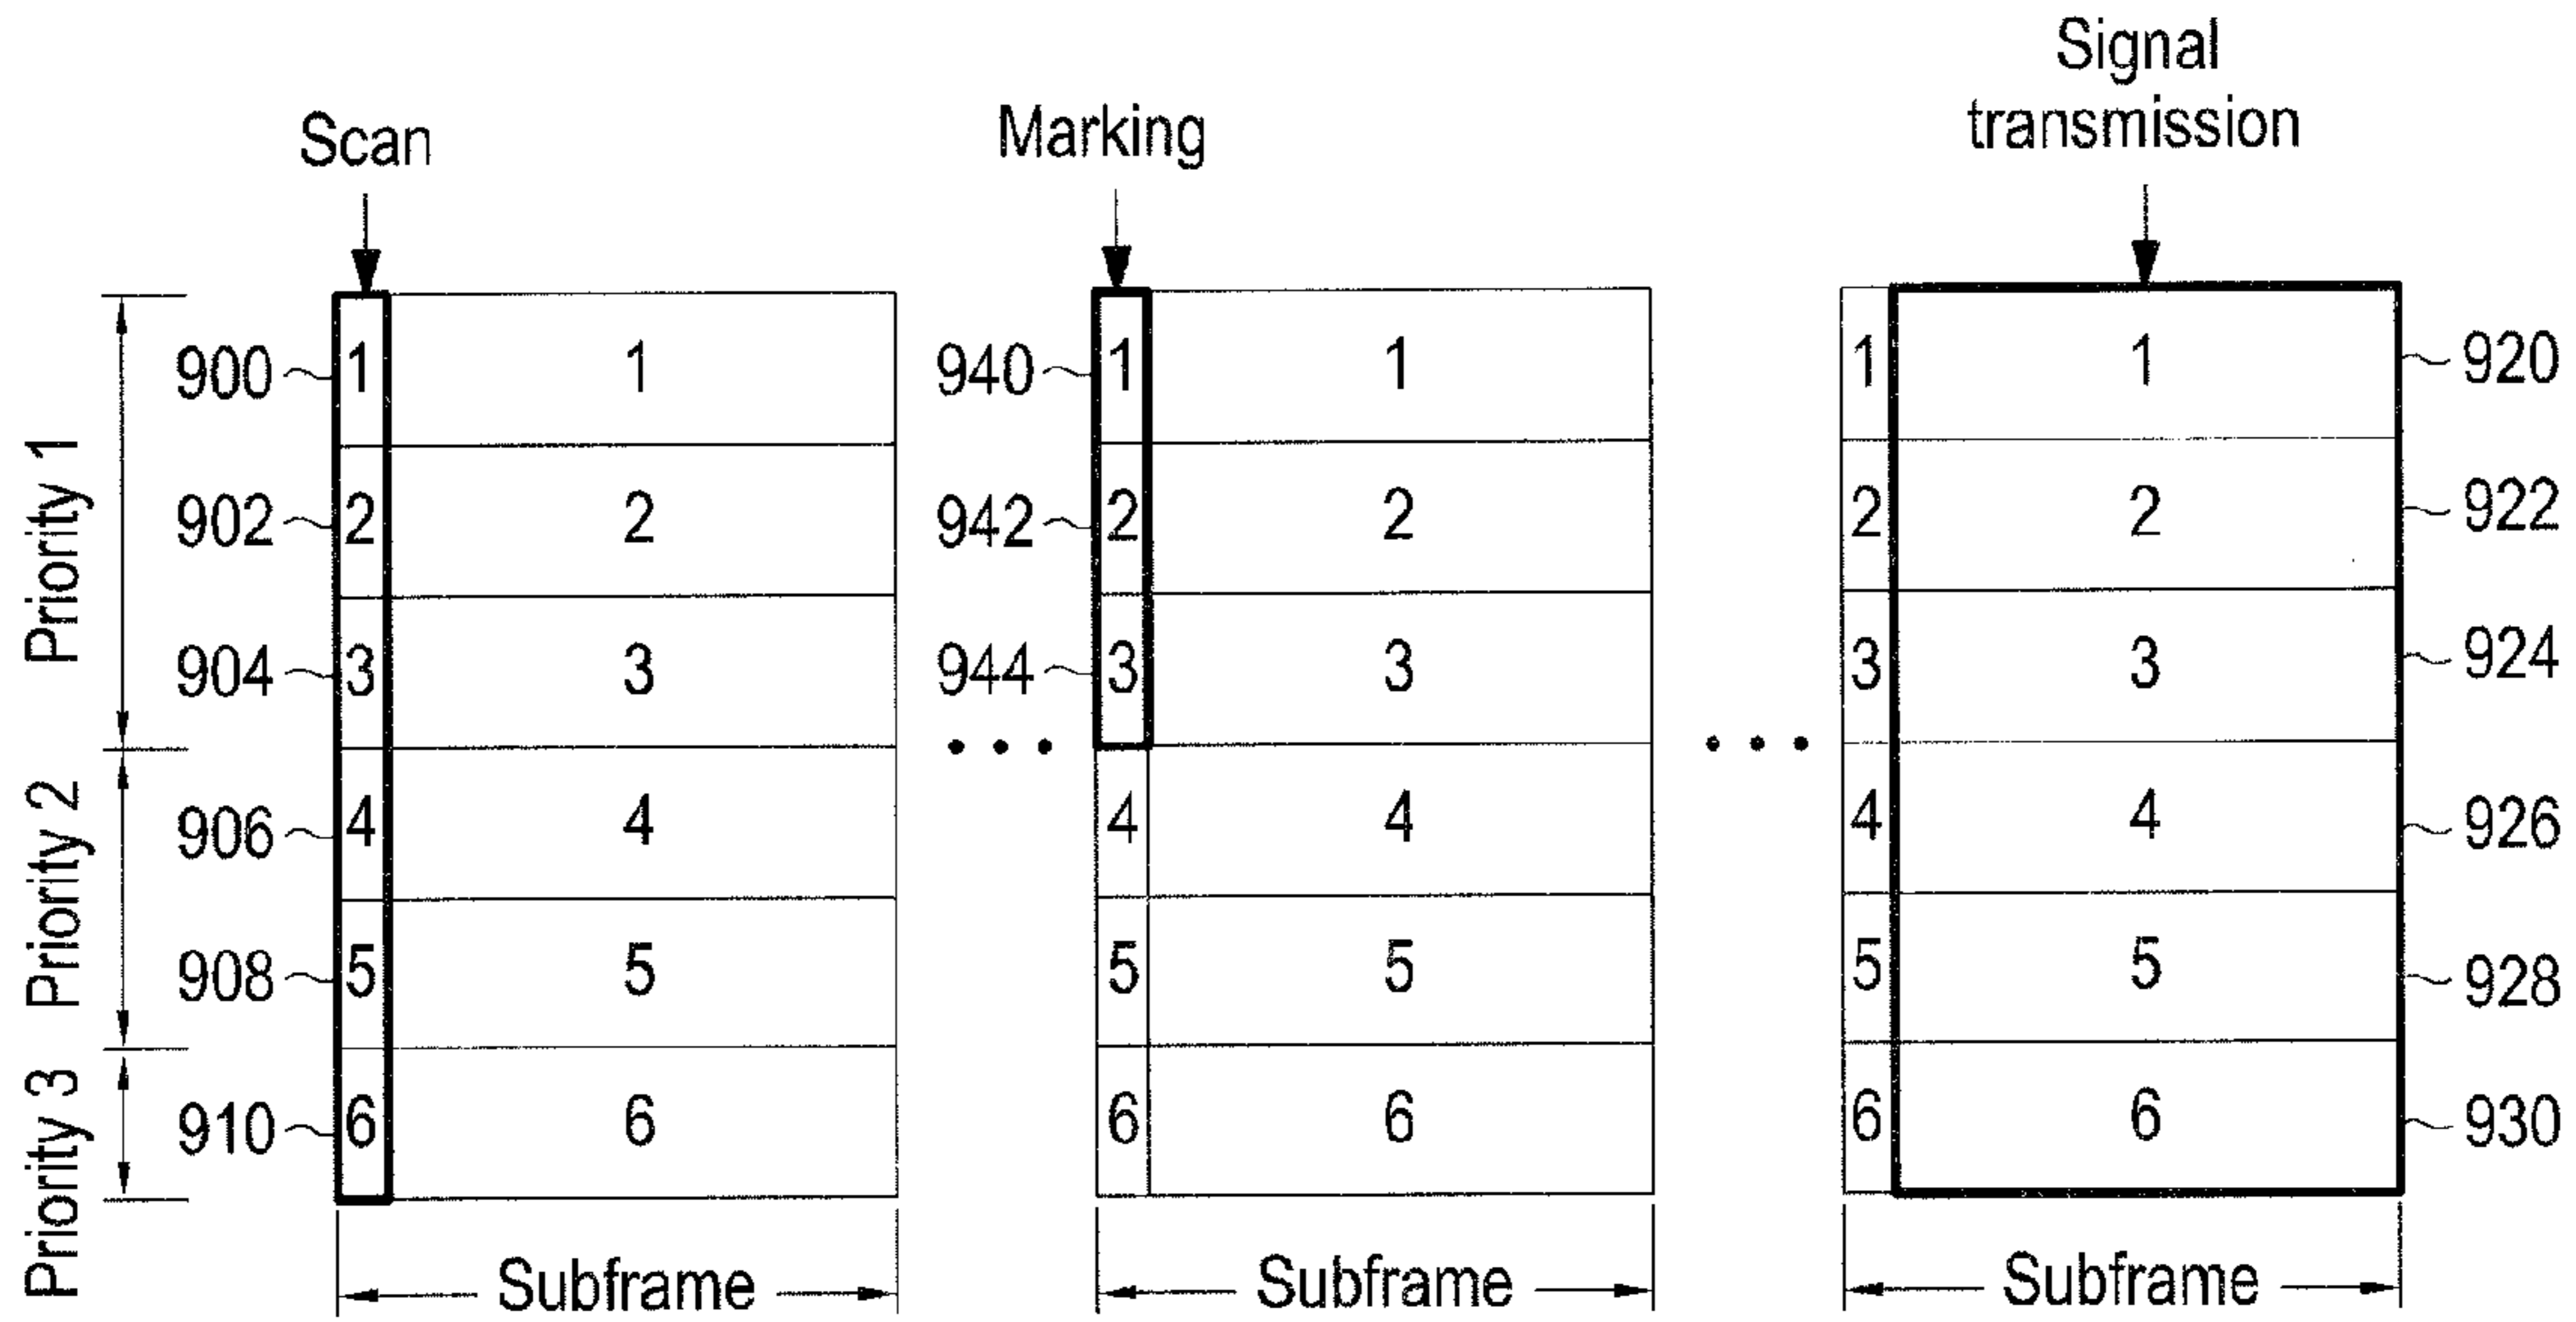 Signal
transmission
Scan
Marking
Priority 1
Priority 2
Priority 3
900 1 1
902 2 2
904 3 3
906 4 4
908 5 5
910 6 6
Subframe
940 1 1
942 2 2
944 3 3
• • •
4 4
5 5
6 6
Subframe
• • •
1 1 920
2 2 922
3 3 924
4 4 926
5 5 928
6 6 930
Subframe